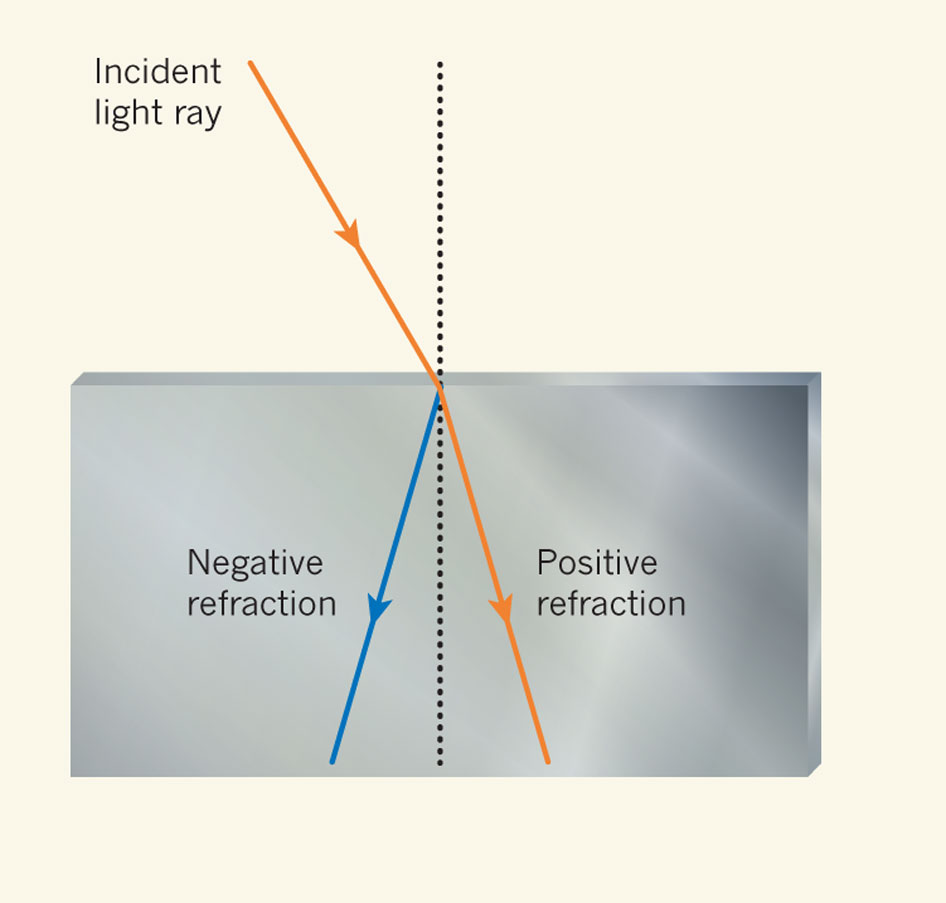 Incident
light ray
Negative
refraction
Positive
refraction